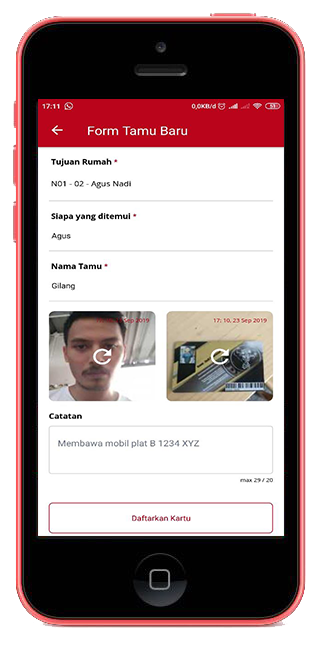 17:11 0,0KB/d 53
Form Tamu Baru
Tujuan Rumah *
N01 - 02 - Agus Nadi
Siapa yang ditemui *
Agus
Nama Tamu *
Gilang
Sep 2019
17:10, 23 Sep 2019
Catatan
Membawa mobil plat B 1234 XYZ
max 29 / 20
Daftarkan Kartu